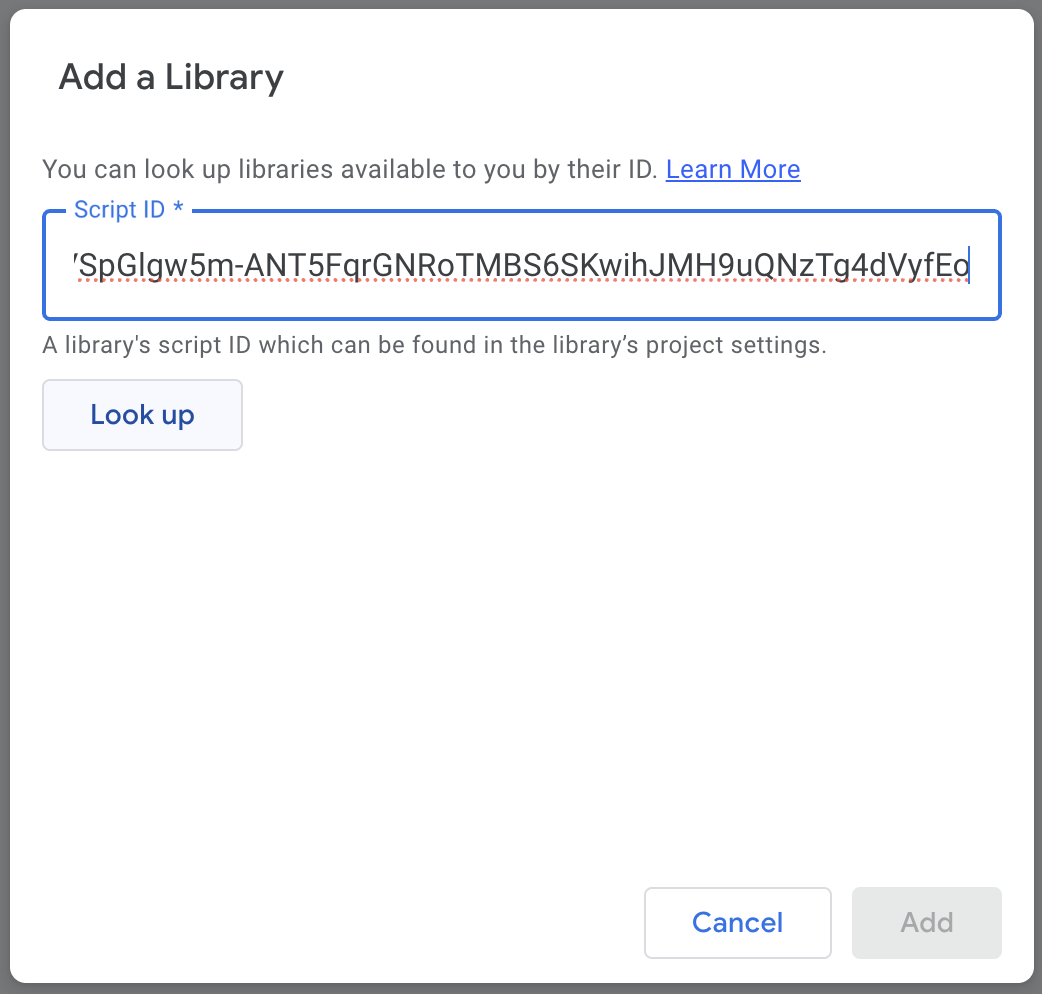 Add a Library
You can look up libraries available to you by their ID. Learn More
Script ID *
SpGlgw5m-ANT5FqrGNRoTMBS6SKwihJMH9uQNzTg4dVyfEo
A library's script ID which can be found in the library’s project settings.
Look up
Cancel
Add